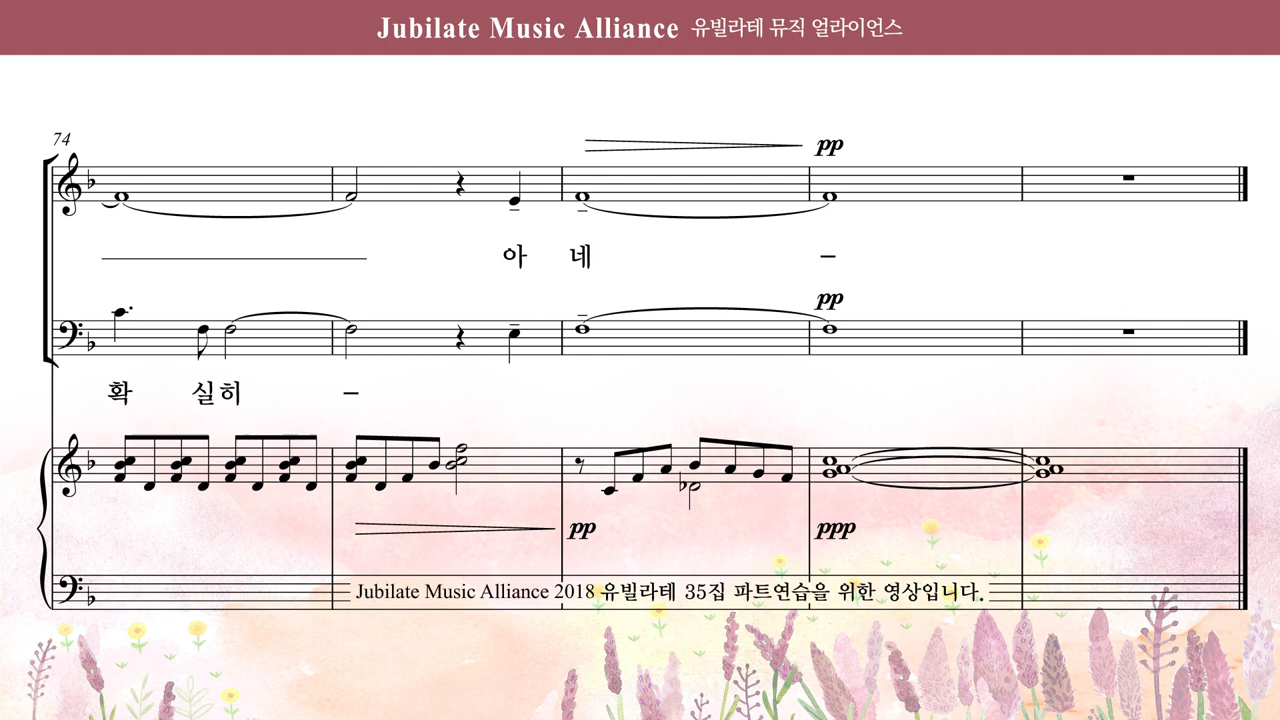 Jubilate Music Alliance 유빌라테 뮤직 얼라이언스
74
pp
아 네 –
pp
확 실히 –
pp ppp
Jubilate Music Alliance 2018 유빌라테 35집 파트연습을 위한 영상입니다.